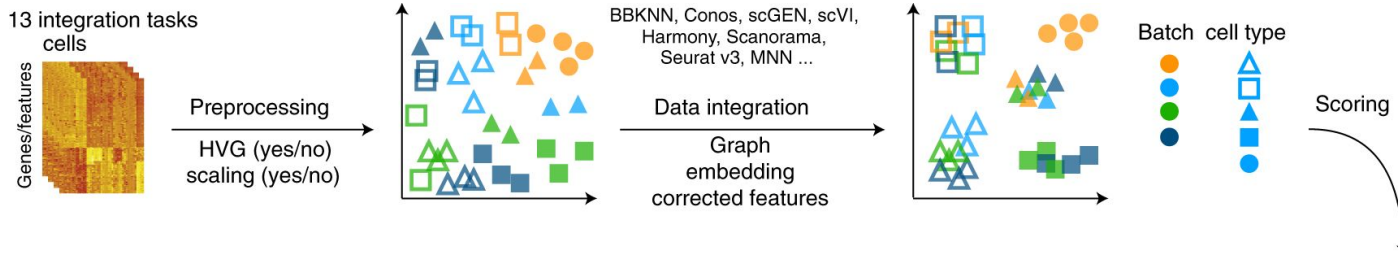 13 integration tasks
cells
Genes/features
Preprocessing
HVG (yes/no)
scaling (yes/no)
BBKNN, Conos, scGEN, scVI,
Harmony, Scanorama,
Seurat v3, MNN ...
Data integration
Graph
embedding
corrected features
Batch cell type
Scoring